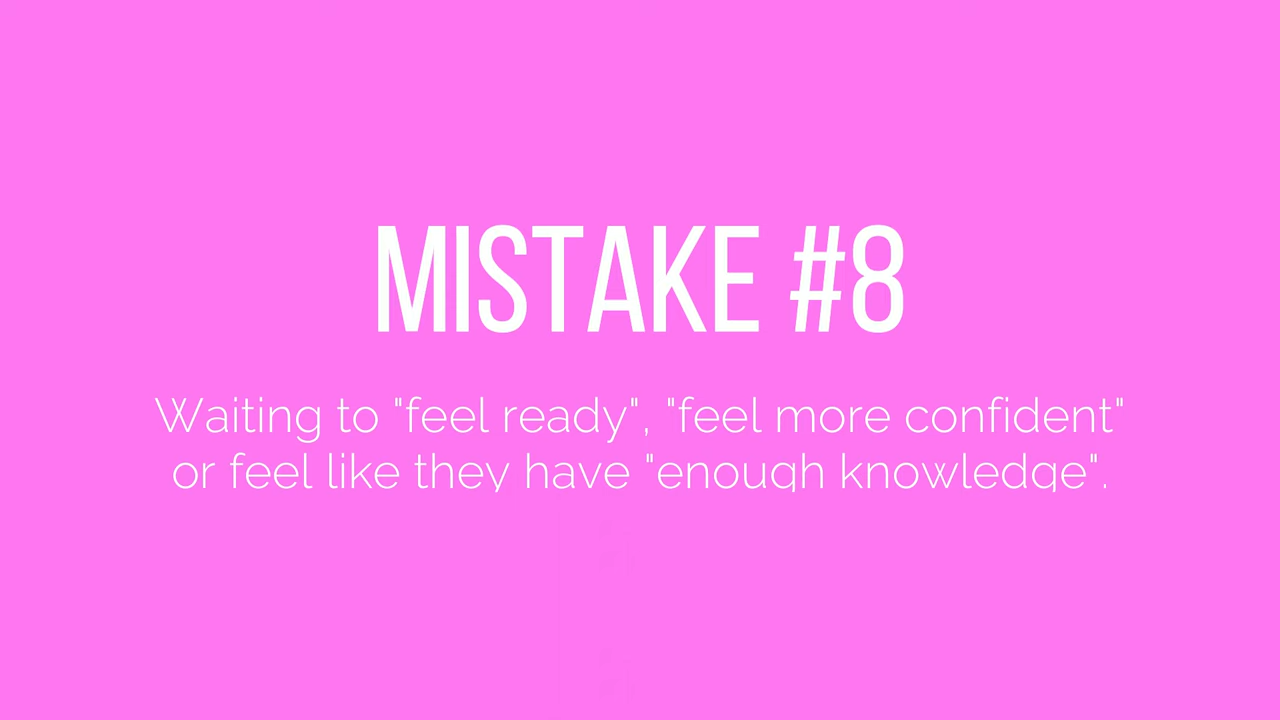 MISTAKE #8
Waiting to "feel ready", "feel more confident"
or feel like they have "enough knowledge".